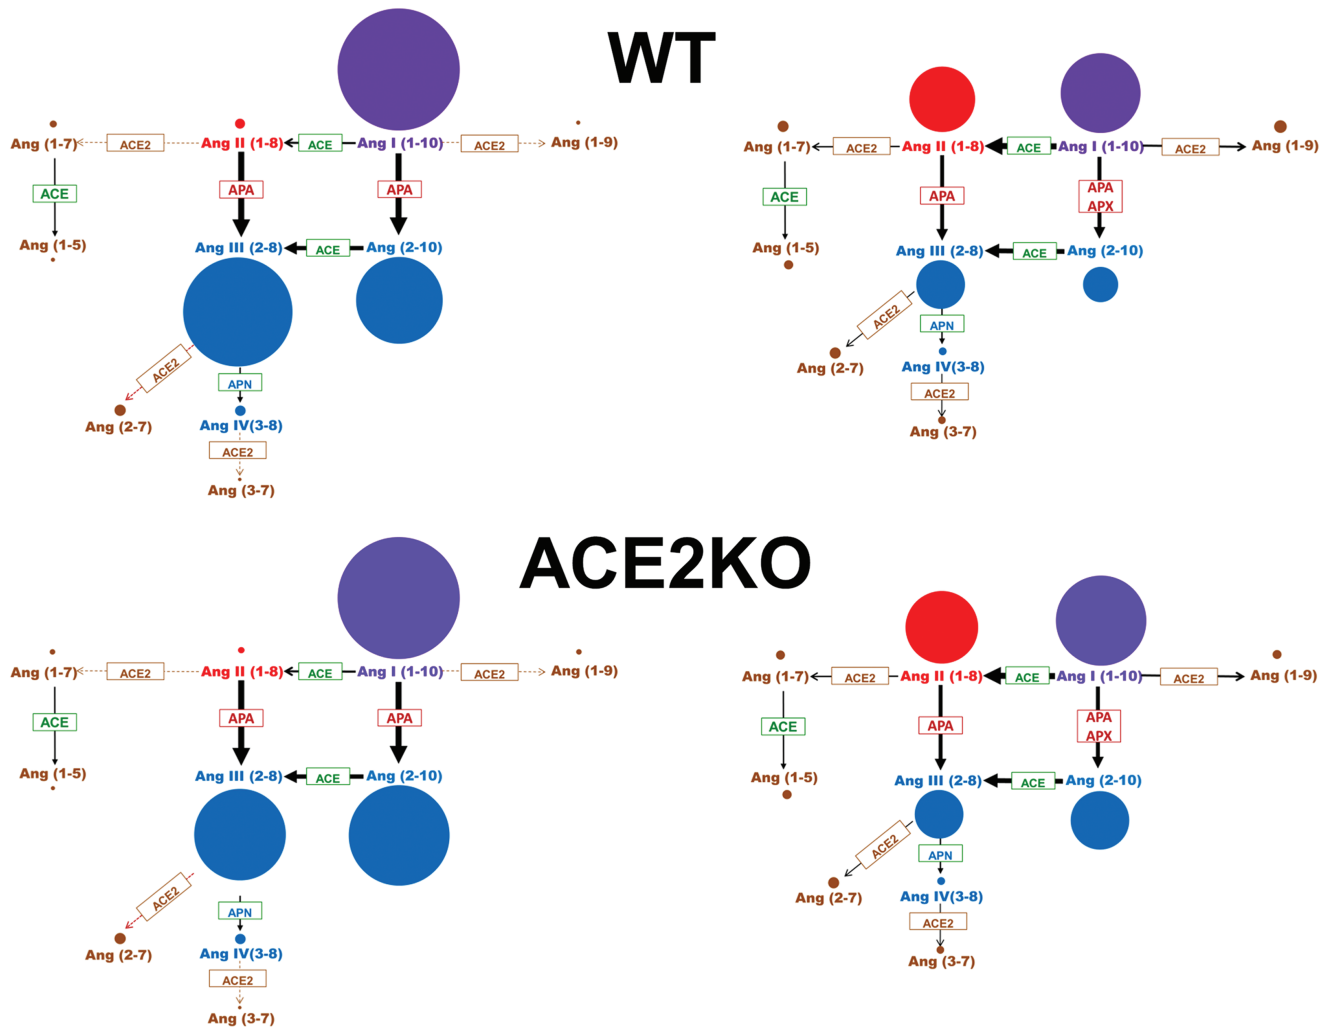 WT
Ang (1-7)
ACE2
Ang II (1-8)
ACE
Ang I (1-10)
ACE2
Ang (1-9)
ACE
APA
APA
Ang (1-5)
Ang III (2-8)
ACE
Ang (2-10)
ACE2
APN
Ang (2-7)
Ang IV(3-8)
ACE2
Ang (3-7)
Ang (1-7)
ACE2
Ang II (1-8)
ACE
Ang I (1-10)
ACE2
Ang (1-9)
ACE
APA
APA
APX
Ang (1-5)
Ang III (2-8)
ACE
Ang (2-10)
ACE2
APN
Ang (2-7)
Ang IV(3-8)
ACE2
Ang (3-7)
ACE2KO
Ang (1-7)
ACE2
Ang II (1-8)
ACE
Ang I (1-10)
ACE2
Ang (1-9)
ACE
APA
APA
Ang (1-5)
Ang III (2-8)
ACE
Ang (2-10)
ACE2
APN
Ang (2-7)
Ang IV(3-8)
ACE2
Ang (3-7)
Ang (1-7)
ACE2
Ang II (1-8)
ACE
Ang I (1-10)
ACE2
Ang (1-9)
ACE
APA
APA
APX
Ang (1-5)
Ang III (2-8)
ACE
Ang (2-10)
ACE2
APN
Ang (2-7)
Ang IV(3-8)
ACE2
Ang (3-7)